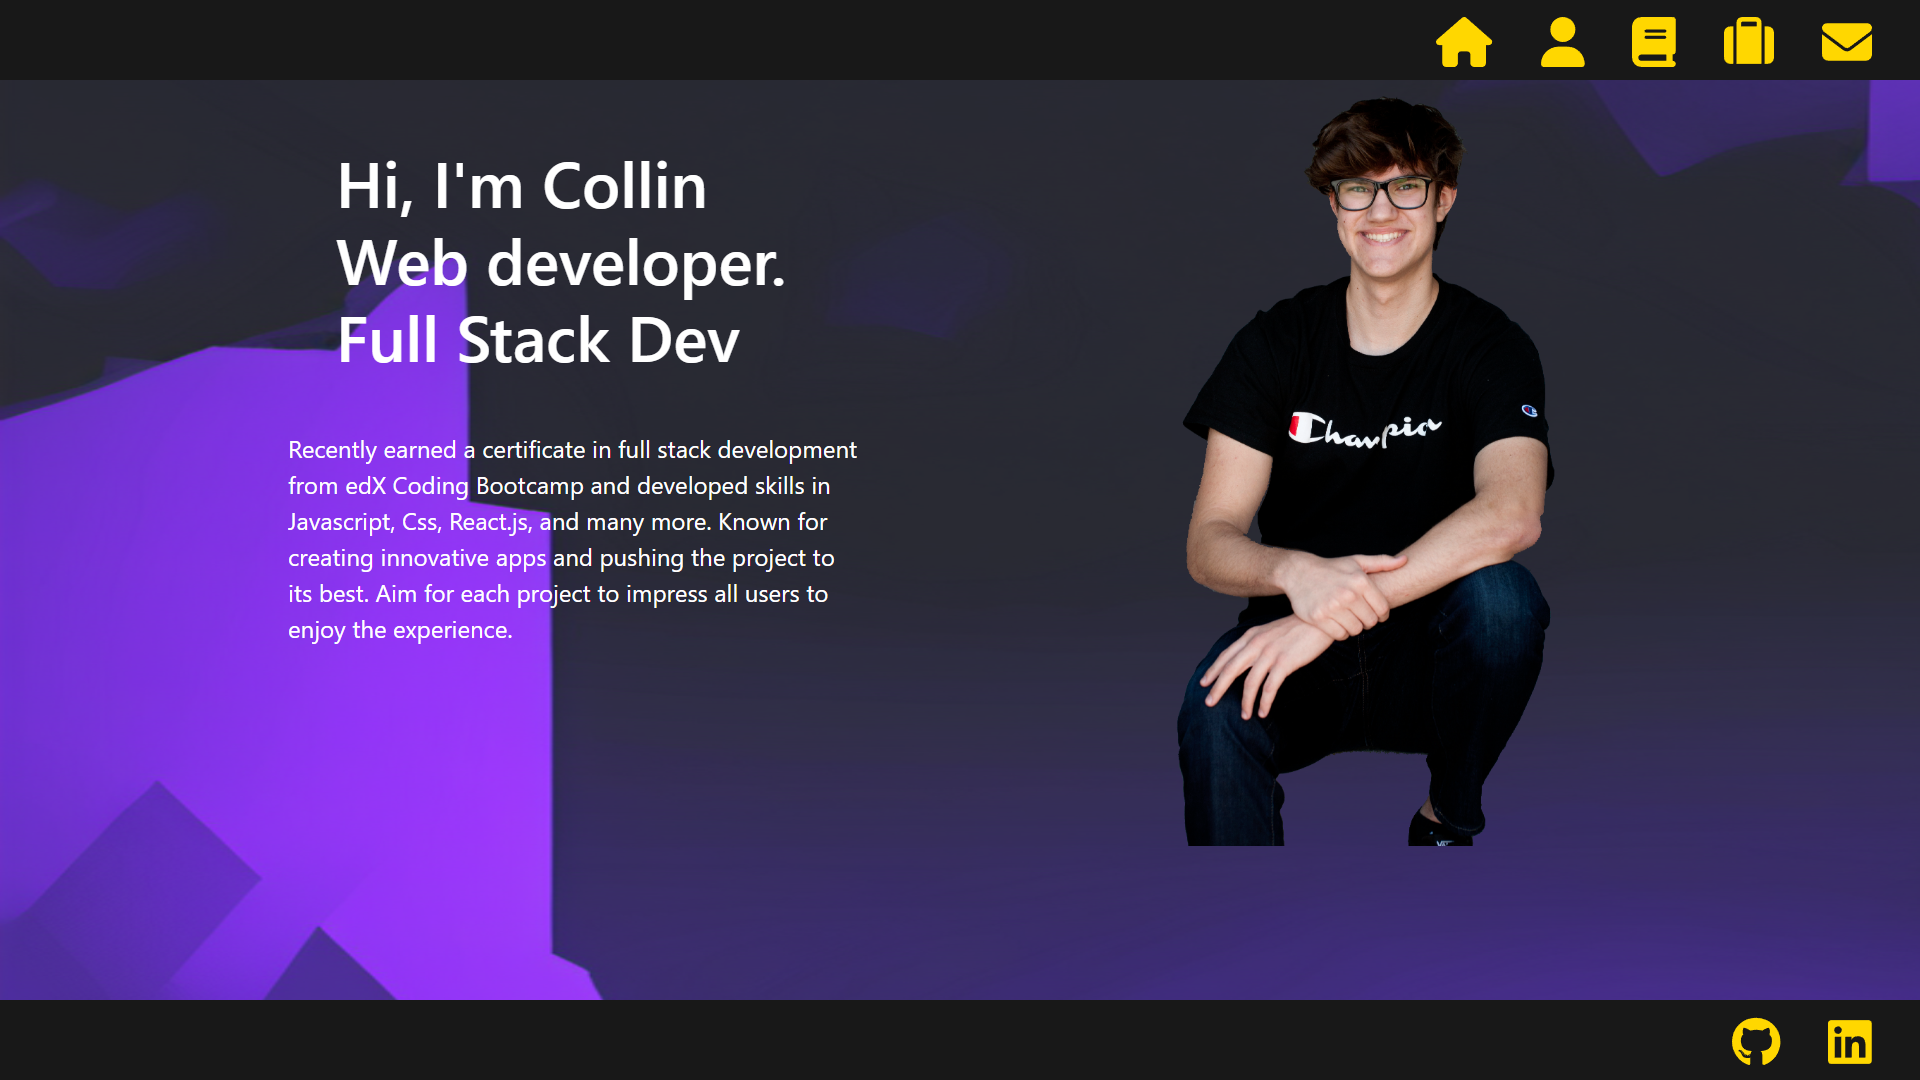 Hi, I'm Collin
Web developer.
Full Stack Dev
Recently earned a certificate in full stack development
from edX Coding Bootcamp and developed skills in
Javascript, Css, React.js, and many more. Known for
creating innovative apps and pushing the project to
its best. Aim for each project to impress all users to
enjoy the experience.
Champion
in